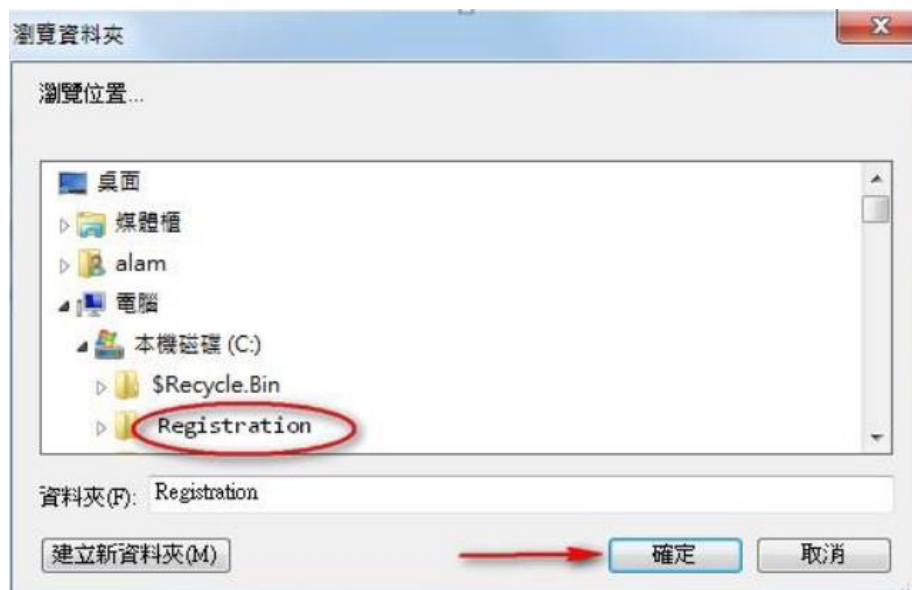 瀏覽資料夾
瀏覽位置...
桌面
媒體櫃
alam
電腦
本機磁碟 (C:)
$Recycle.Bin
Registration
資料夾(F): Registration
建立新資料夾(M) 確定 取消